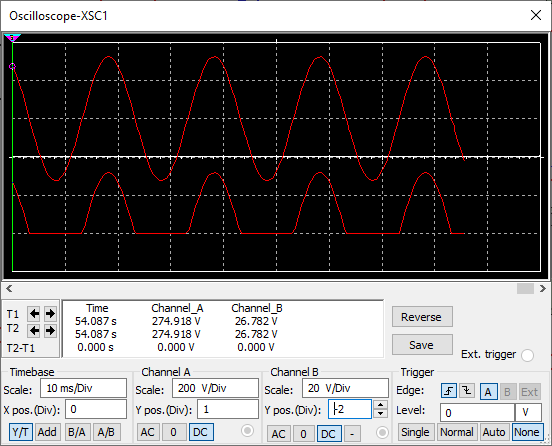 Oscilloscope-XSC1
T1
T2
T2-T1
Time Channel_A Channel_B
54.087 s 274.918 V 26.782 V
54.087 s 274.918 V 26.782 V
0.000 s 0.000 V 0.000 V
Reverse
Save
Ext. trigger
Timebase
Scale: 10 ms/Div
X pos.(Div): 0
Y/T Add B/A A/B
Channel A
Scale: 200 V/Div
Y pos.(Div): 1
AC 0 DC
Channel B
Scale: 20 V/Div
Y pos.(Div): -2
AC 0 DC -
Trigger
Edge: A B Ext
Level: 0 V
Single Normal Auto None